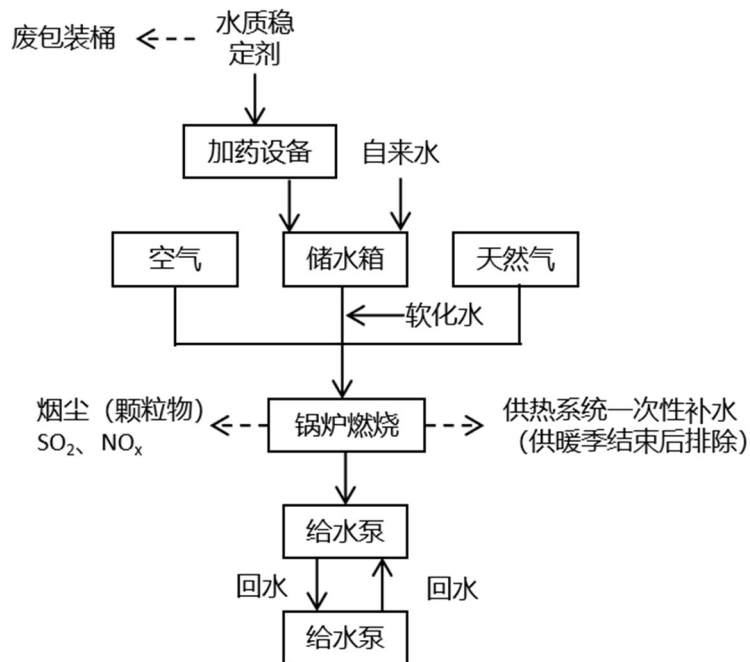 废包装桶
水质稳
定剂
加药设备
自来水
空气
储水箱
天然气
软化水
烟尘（颗粒物）
SO₂、NOₓ
锅炉燃烧
供热系统一次性补水
（供暖季结束后排除）
给水泵
回水
回水
给水泵